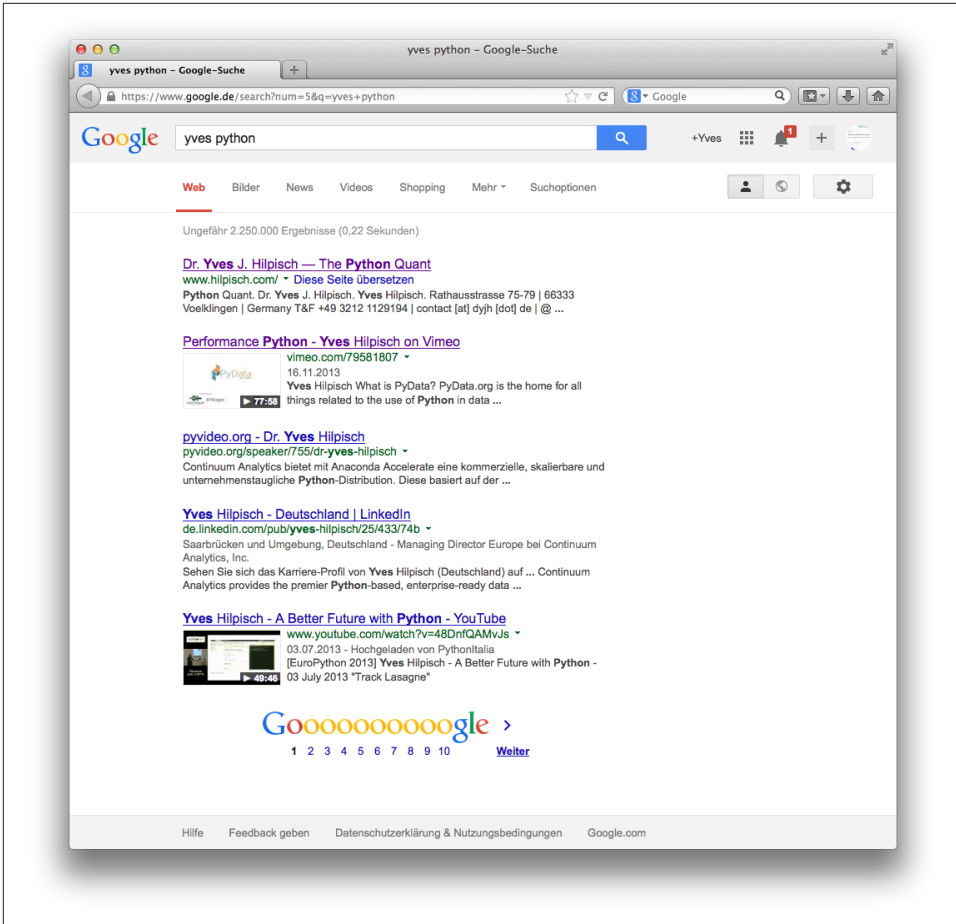 yves python – Google-Suche
yves python – Google-Suche
https://www.google.de/search?num=5&q=yves+python
Google
Google
yves python
+Yves
1
Web Bilder News Videos Shopping Mehr Suchoptionen
Ungefähr 2.250.000 Ergebnisse (0,22 Sekunden)
Dr. Yves J. Hilpisch — The Python Quant
www.hilpisch.com/ Diese Seite übersetzen
Python Quant. Dr. Yves J. Hilpisch. Yves Hilpisch. Rathausstrasse 75-79 | 66333
Voelklingen | Germany T&F +49 3212 1129194 | contact [at] dyjh [dot] de | @ ...
Performance Python - Yves Hilpisch on Vimeo
PyData
77:58
vimeo.com/79581807
16.11.2013
Yves Hilpisch What is PyData? PyData.org is the home for all
things related to the use of Python in data ...
pyvideo.org - Dr. Yves Hilpisch
pyvideo.org/speaker/755/dr-yves-hilpisch
Continuum Analytics bietet mit Anaconda Accelerate eine kommerzielle, skalierbare und
unternehmenstaugliche Python-Distribution. Diese basiert auf der ...
Yves Hilpisch - Deutschland | LinkedIn
de.linkedin.com/pub/yves-hilpisch/25/433/74b
Saarbrücken und Umgebung, Deutschland - Managing Director Europe bei Continuum
Analytics, Inc.
Sehen Sie sich das Karriere-Profil von Yves Hilpisch (Deutschland) auf ... Continuum
Analytics provides the premier Python-based, enterprise-ready data ...
Yves Hilpisch - A Better Future with Python - YouTube
49:46
www.youtube.com/watch?v=48DnfQAMvJs
03.07.2013 - Hochgeladen von PythonItalia
[EuroPython 2013] Yves Hilpisch - A Better Future with Python -
03 July 2013 "Track Lasagne"
Goooooooooogle >
1 2 3 4 5 6 7 8 9 10 Weiter
Hilfe Feedback geben Datenschutzerklärung & Nutzungsbedingungen Google.com